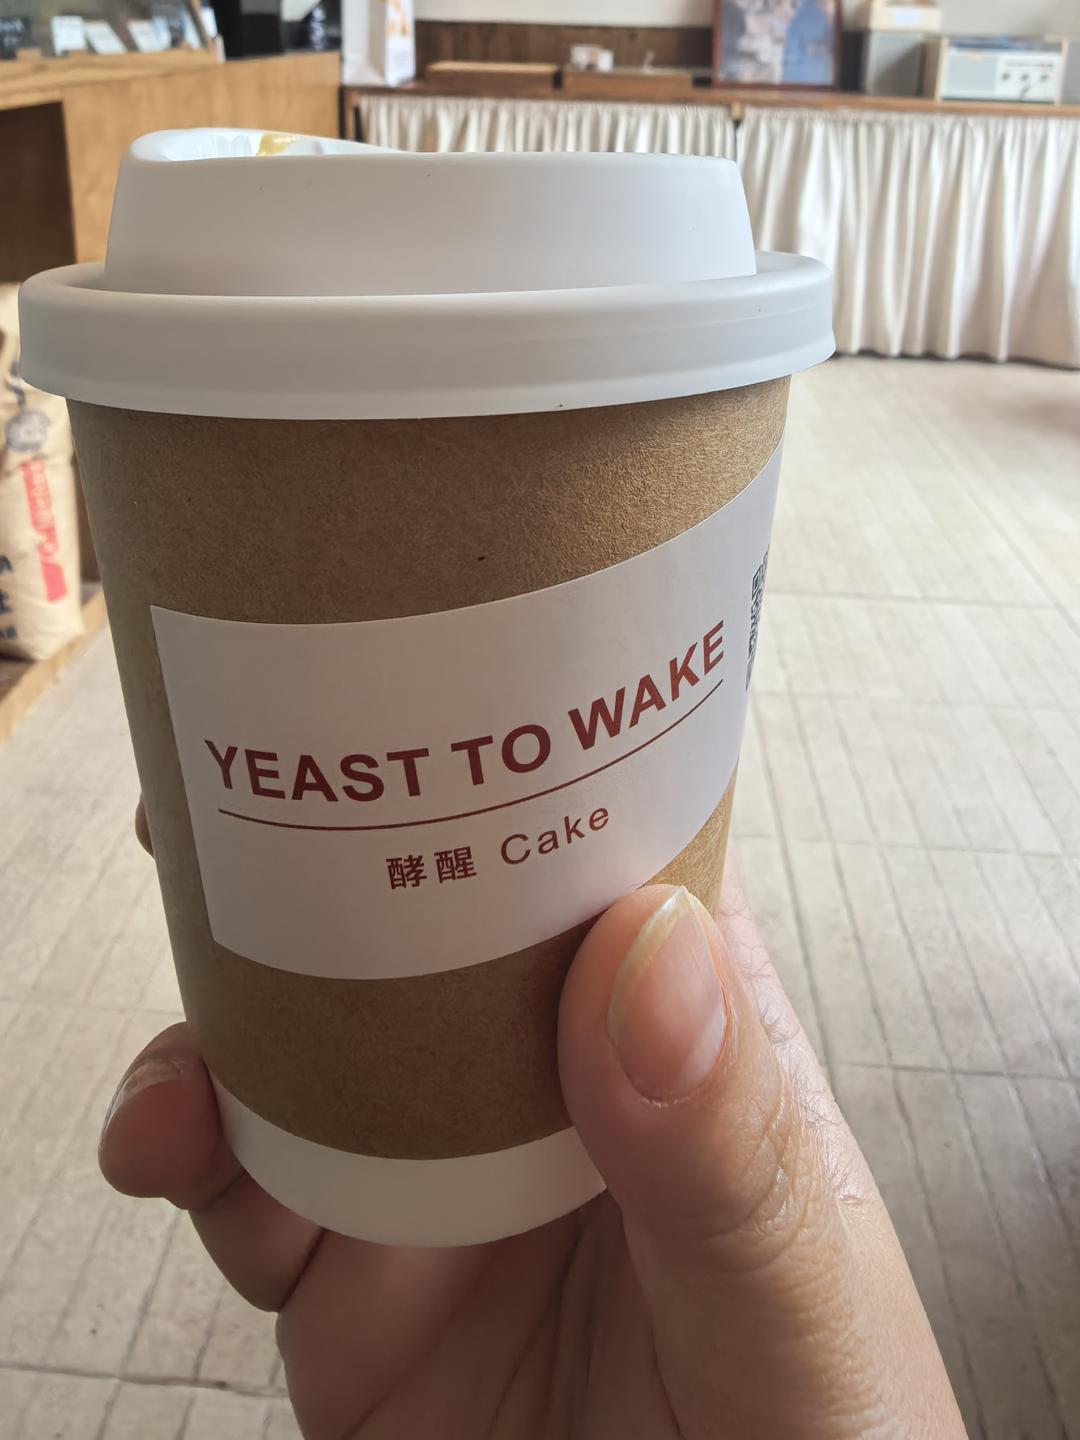 YEAST TO WAKE
酵醒 Cake